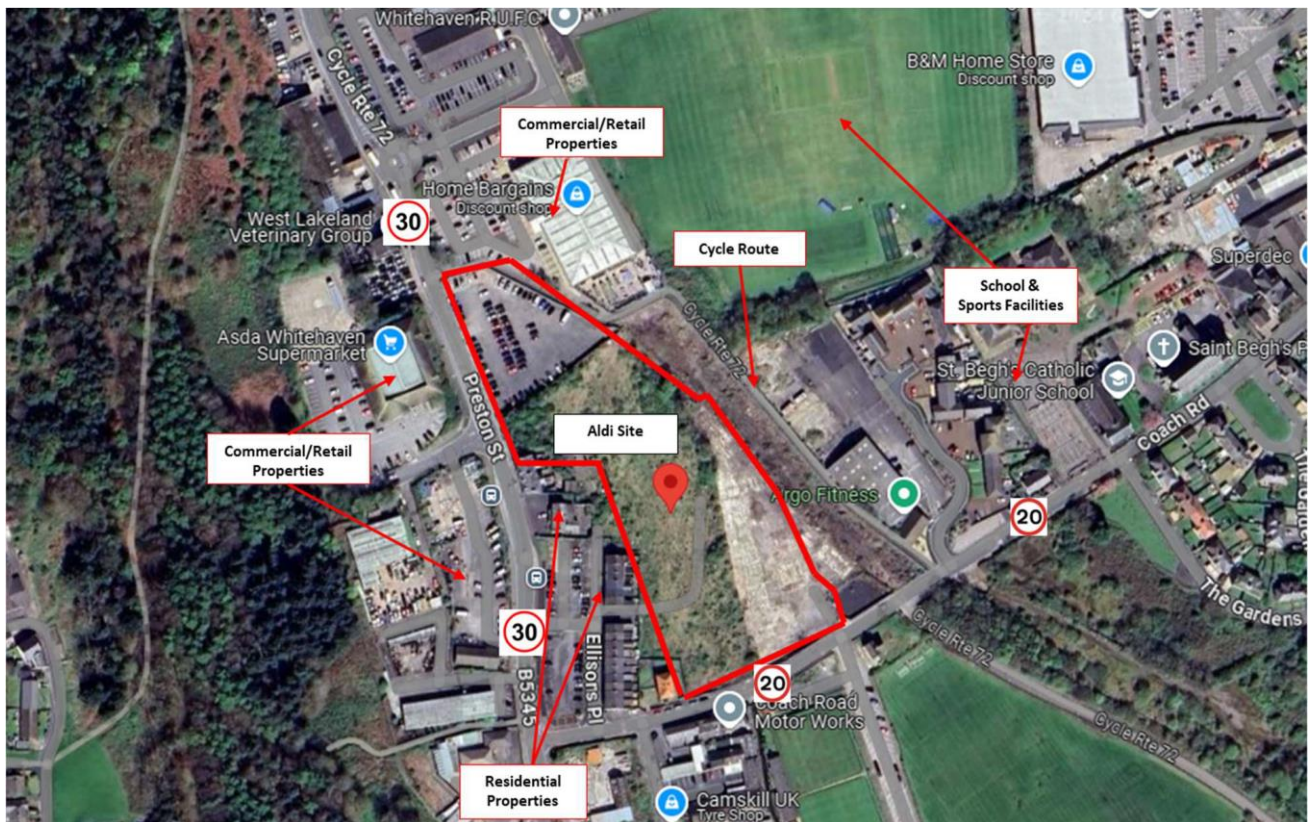 Whitehaven R.U.F.C
Cycle Rte 72
B&M Home Store
Discount shop
Commercial/Retail
Properties
Home Bargains
Discount shop
West Lakeland
Veterinary Group
30
Cycle Route
School &
Sports Facilities
Superdec
Cycle Rte 72
Asda Whitehaven
Supermarket
Saint Begh's P
St. Begh's Catholic
Junior School
Preston St
Coach Rd
Aldi Site
Commercial/Retail
Properties
Argo Fitness
20
The Gardens
30
Ellisons Pl
B5345
Cycle Rte 72
20
Coach Road
Motor Works
Cycle Rte 72
Residential
Properties
Camskill UK
Tyre Shop